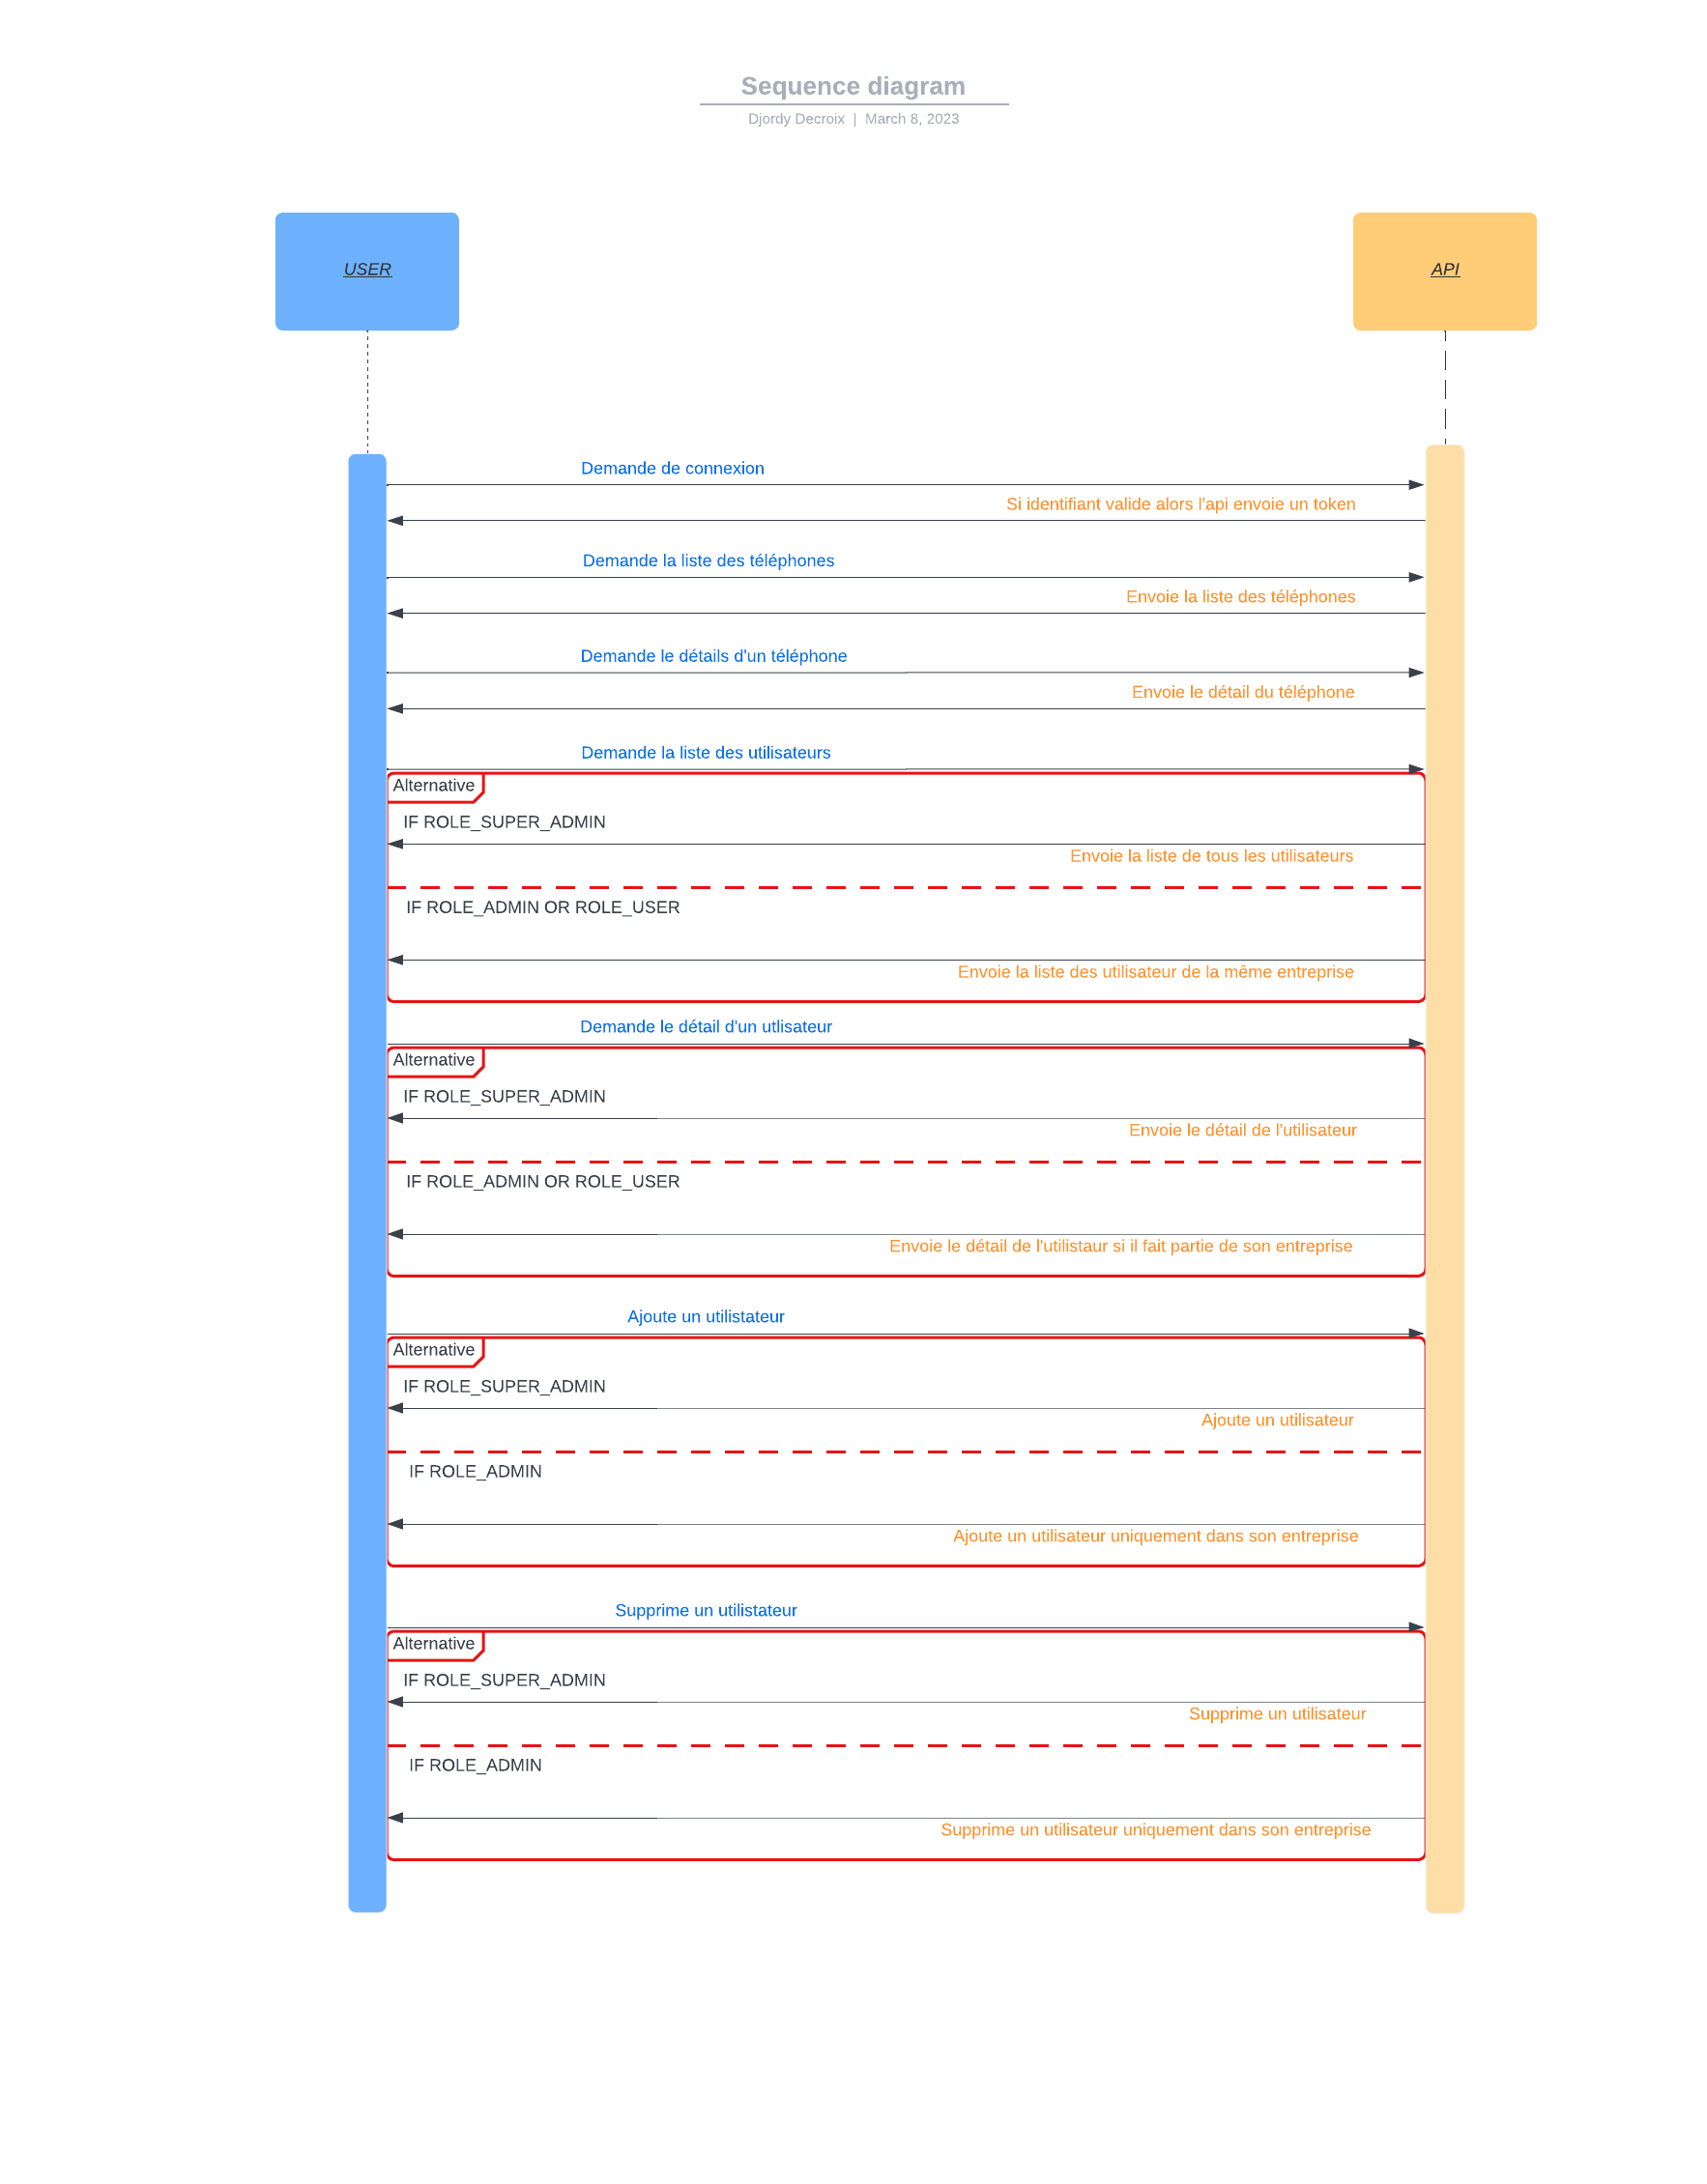 Sequence diagram
Djordy Decroix | March 8, 2023
USER
API
Demande de connexion
Si identifiant valide alors l'api envoie un token
Demande la liste des téléphones
Envoie la liste des téléphones
Demande le détails d'un téléphone
Envoie le détail du téléphone
Demande la liste des utilisateurs
Alternative
IF ROLE_SUPER_ADMIN
Envoie la liste de tous les utilisateurs
IF ROLE_ADMIN OR ROLE_USER
Envoie la liste des utilisateur de la même entreprise
Demande le détail d'un utlisateur
Alternative
IF ROLE_SUPER_ADMIN
Envoie le détail de l'utilisateur
IF ROLE_ADMIN OR ROLE_USER
Envoie le détail de l'utilistaur si il fait partie de son entreprise
Ajoute un utilistateur
Alternative
IF ROLE_SUPER_ADMIN
Ajoute un utilisateur
IF ROLE_ADMIN
Ajoute un utilisateur uniquement dans son entreprise
Supprime un utilistateur
Alternative
IF ROLE_SUPER_ADMIN
Supprime un utilisateur
IF ROLE_ADMIN
Supprime un utilisateur uniquement dans son entreprise